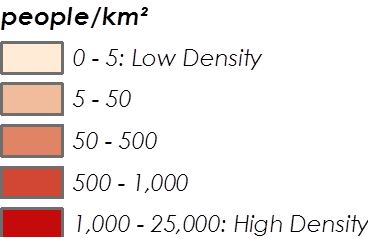 people/km²
0 - 5: Low Density
5 - 50
50 - 500
500 - 1,000
1,000 - 25,000: High Density